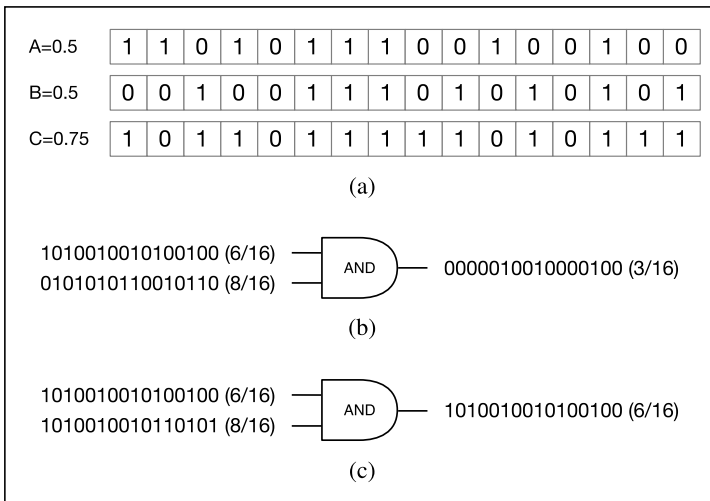 A=0.5 1 1 0 1 0 1 1 1 0 0 1 0 0 1 0 0
B=0.5 0 0 1 0 0 1 1 1 0 1 0 1 0 1 0 1
C=0.75 1 0 1 1 0 1 1 1 1 1 0 1 0 1 1 1
(a)
1010010010100100 (6/16)
0101010110010110 (8/16)
AND
0000010010000100 (3/16)
(b)
1010010010100100 (6/16)
1010010010110101 (8/16)
AND
1010010010100100 (6/16)
(c)